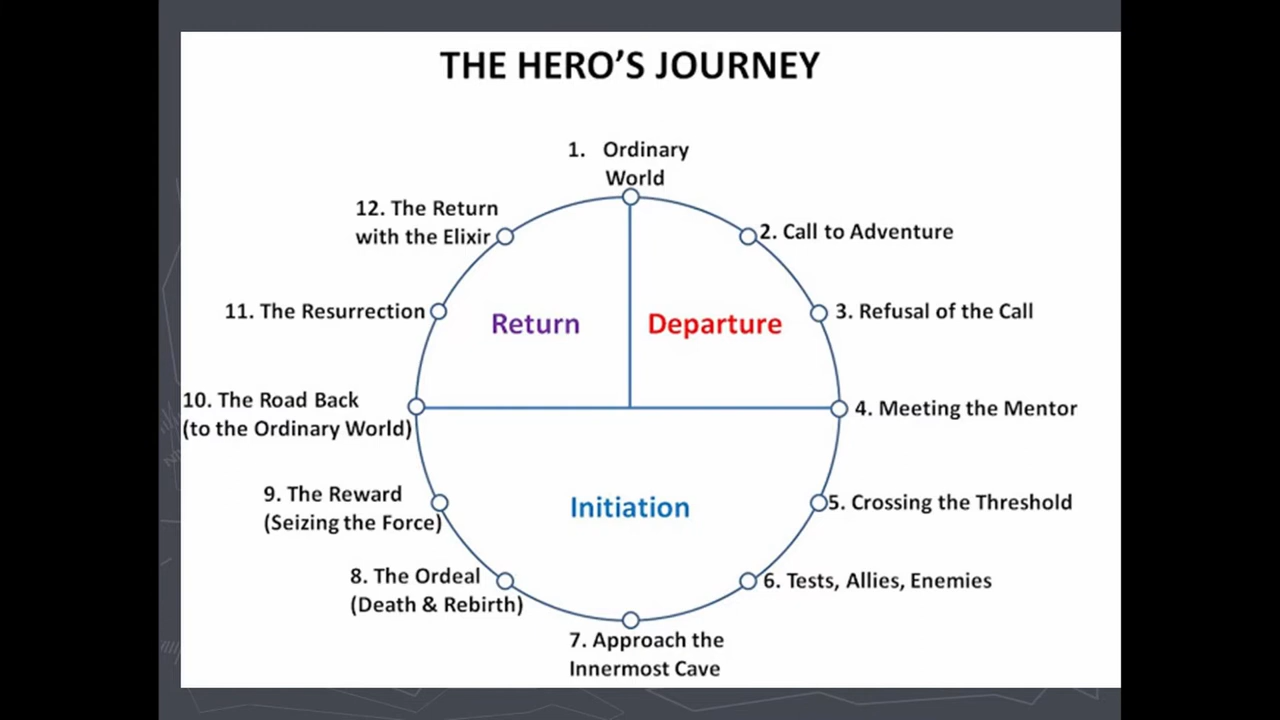 THE HERO'S JOURNEY
1. Ordinary
World
2. Call to Adventure
3. Refusal of the Call
4. Meeting the Mentor
5. Crossing the Threshold
6. Tests, Allies, Enemies
7. Approach the
Innermost Cave
8. The Ordeal
(Death & Rebirth)
9. The Reward
(Seizing the Force)
10. The Road Back
(to the Ordinary World)
11. The Resurrection
12. The Return
with the Elixir
Return
Departure
Initiation